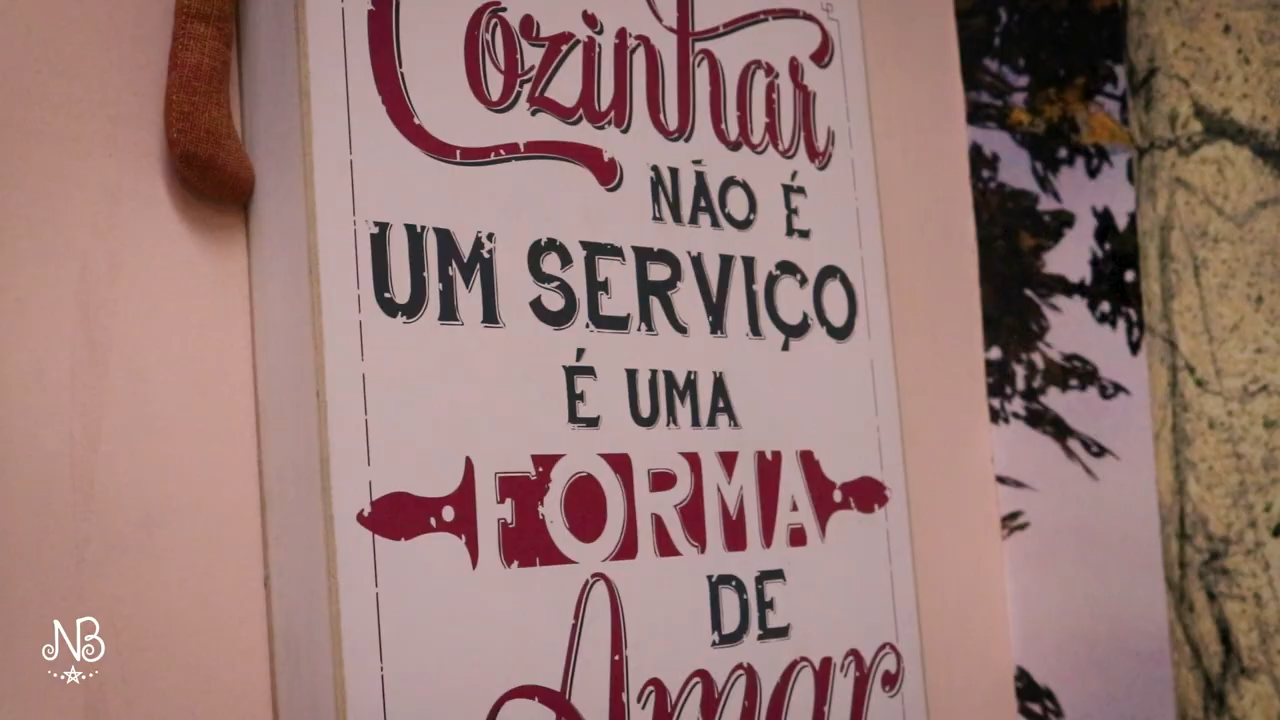 Cozinhar
NÃO É
UM SERVIÇO
É UMA
FORMA
DE
Amar
NB